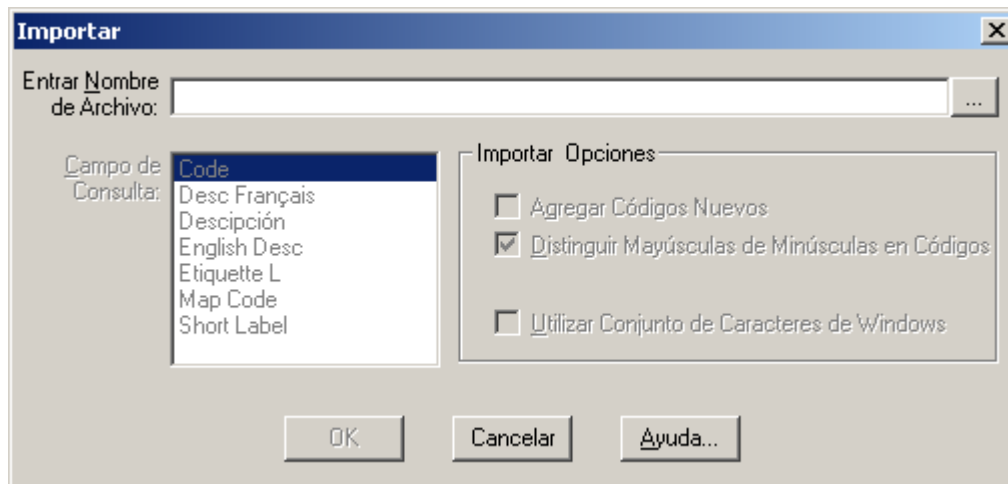 Importar
Entrar Nombre
de Archivo:
...
Campo de
Consulta:
Code
Desc Français
Descipción
English Desc
Etiquette L
Map Code
Short Label
Importar Opciones
Agregar Códigos Nuevos
Distinguir Mayúsculas de Minúsculas en Códigos
Utilizar Conjunto de Caracteres de Windows
OK
Cancelar
Ayuda...